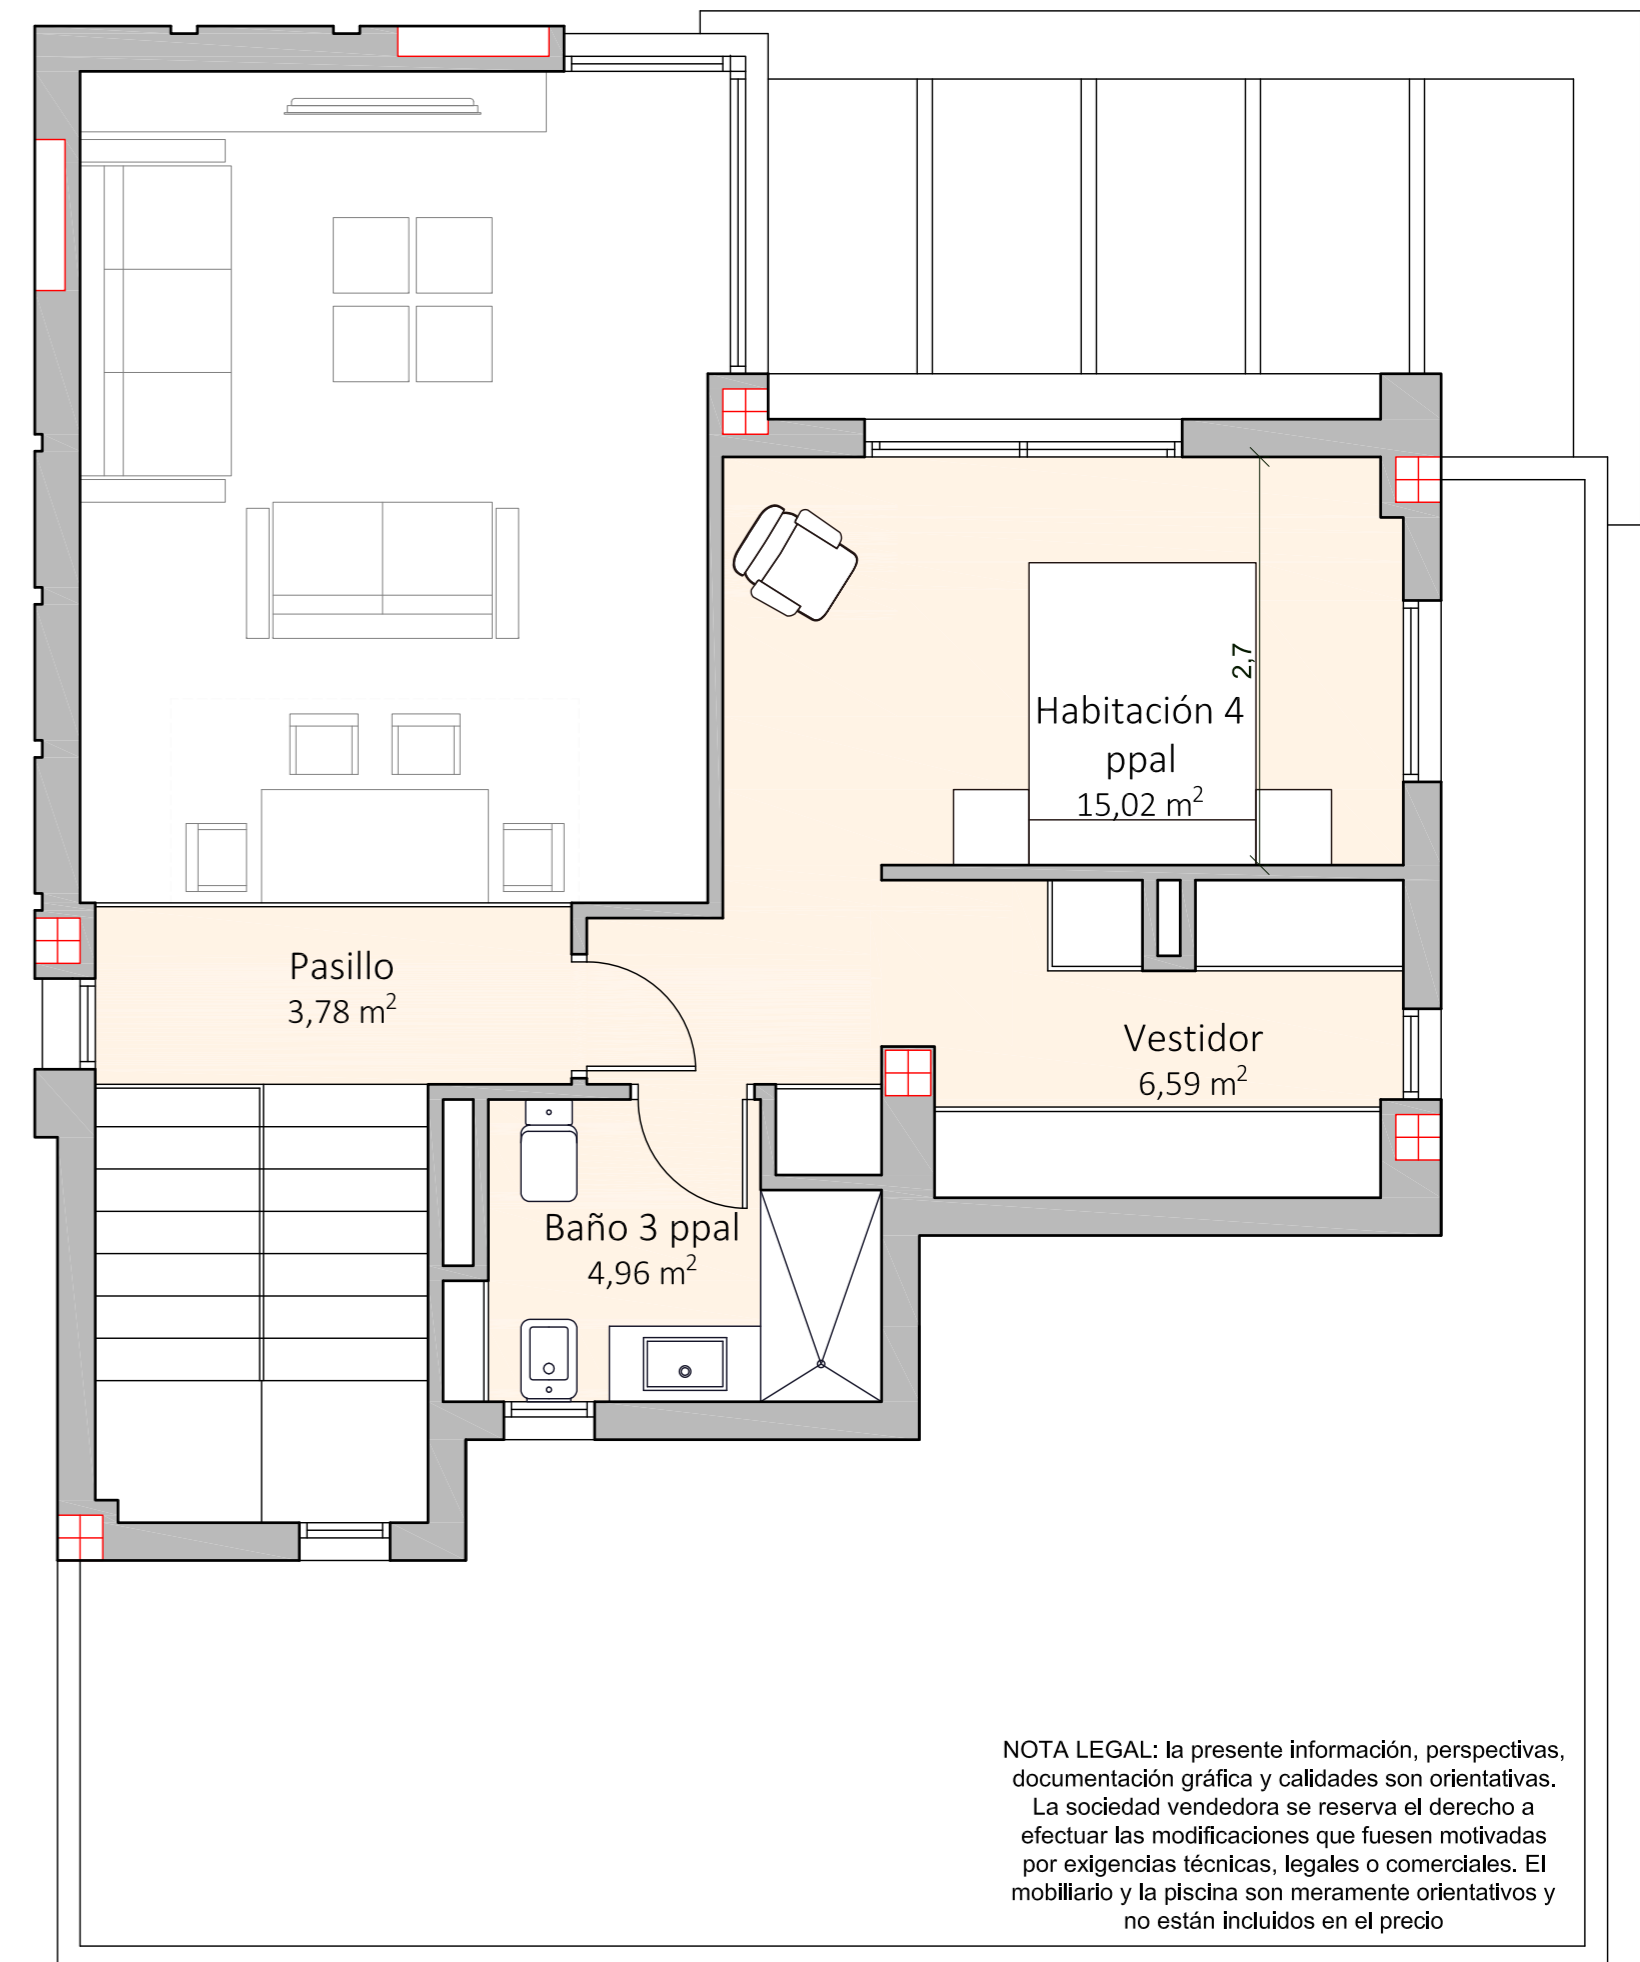 2,7
Habitación 4
ppal
15,02 m²
Pasillo
3,78 m²
Vestidor
6,59 m²
Baño 3 ppal
4,96 m²
NOTA LEGAL: la presente información, perspectivas,
documentación gráfica y calidades son orientativas.
La sociedad vendedora se reserva el derecho a
efectuar las modificaciones que fuesen motivadas
por exigencias técnicas, legales o comerciales. El
mobiliario y la piscina son meramente orientativos y
no están incluidos en el precio